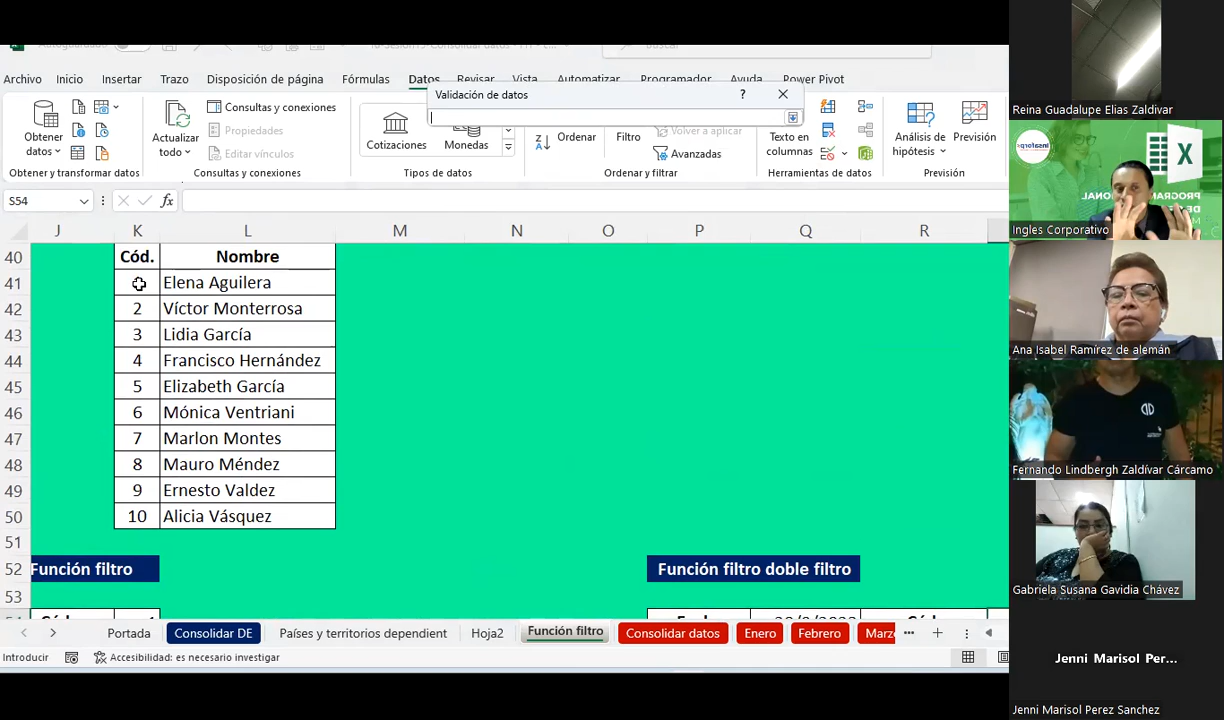 Archivo Inicio Insertar Trazo Disposición de página Fórmulas Datos Revisar Vista Automatizar Programador Ayuda Power Pivot
Validación de datos
?
Obtener datos
Actualizar todo
Consultas y conexiones
Propiedades
Editar vínculos
Cotizaciones
Monedas
Ordenar
Filtro
Volver a aplicar
Avanzadas
Texto en columnas
Análisis de hipótesis
Previsión
Obtener y transformar datos
Consultas y conexiones
Tipos de datos
Ordenar y filtrar
Herramientas de datos
Previsión
S54
fx
J K L M N O P Q R
40 Cód. Nombre
41 Elena Aguilera
42 2 Víctor Monterrosa
43 3 Lidia García
44 4 Francisco Hernández
45 5 Elizabeth García
46 6 Mónica Ventriani
47 7 Marlon Montes
48 8 Mauro Méndez
49 9 Ernesto Valdez
50 10 Alicia Vásquez
51
52 Función filtro Función filtro doble filtro
53
Portada Consolidar DE Países y territorios dependient Hoja2 Función filtro Consolidar datos Enero Febrero Marzo
Introducir
Accesibilidad: es necesario investigar
Reina Guadalupe Elias Zaldivar
Insaforp
X
Ingles Corporativo
Ana Isabel Ramírez de alemán
Fernando Lindbergh Zaldívar Cárcamo
Gabriela Susana Gavidia Chávez
Jenni Marisol Per...
Jenni Marisol Perez Sanchez